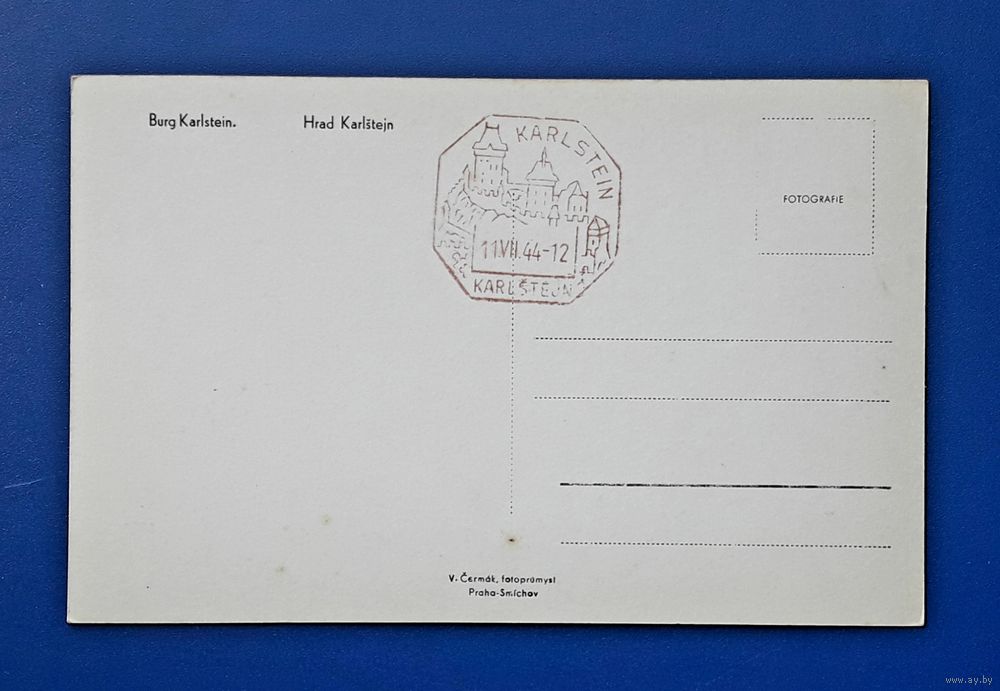 Burg Karlstein. Hrad Karlštejn
KARLSTEIN
11.VII.44-12
KARLŠTEJN
FOTOGRAFIE
V. Čermák, fotoprůmysl
Praha-Smíchov
www.ay.by